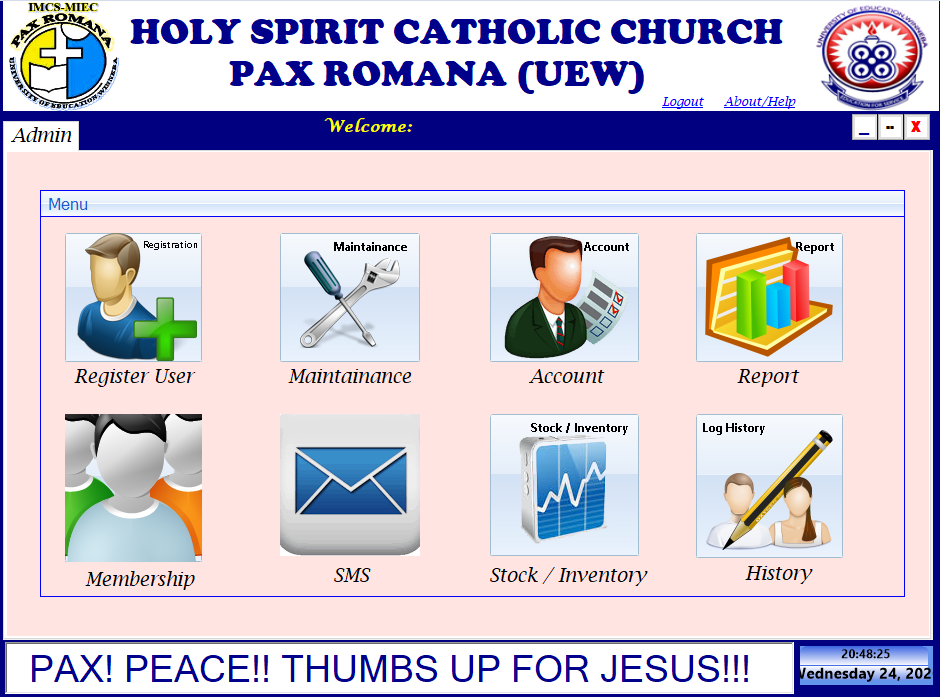 IMCS-MIEC
PAX ROMANA
UNIVERSITY OF EDUCATION, WINNEBA
HOLY SPIRIT CATHOLIC CHURCH
PAX ROMANA (UEW)
UNIVERSITY OF EDUCATION, WINNEBA
EDUCATION FOR SERVICE
Logout About/Help
Admin
Welcome:
_ -- X
Menu
Registration
Maintainance
Account
Report
Register User
Maintainance
Account
Report
Stock / Inventory
Log History
Membership
SMS
Stock / Inventory
History
PAX! PEACE!! THUMBS UP FOR JESUS!!!
20:48:25
Wednesday 24, 202